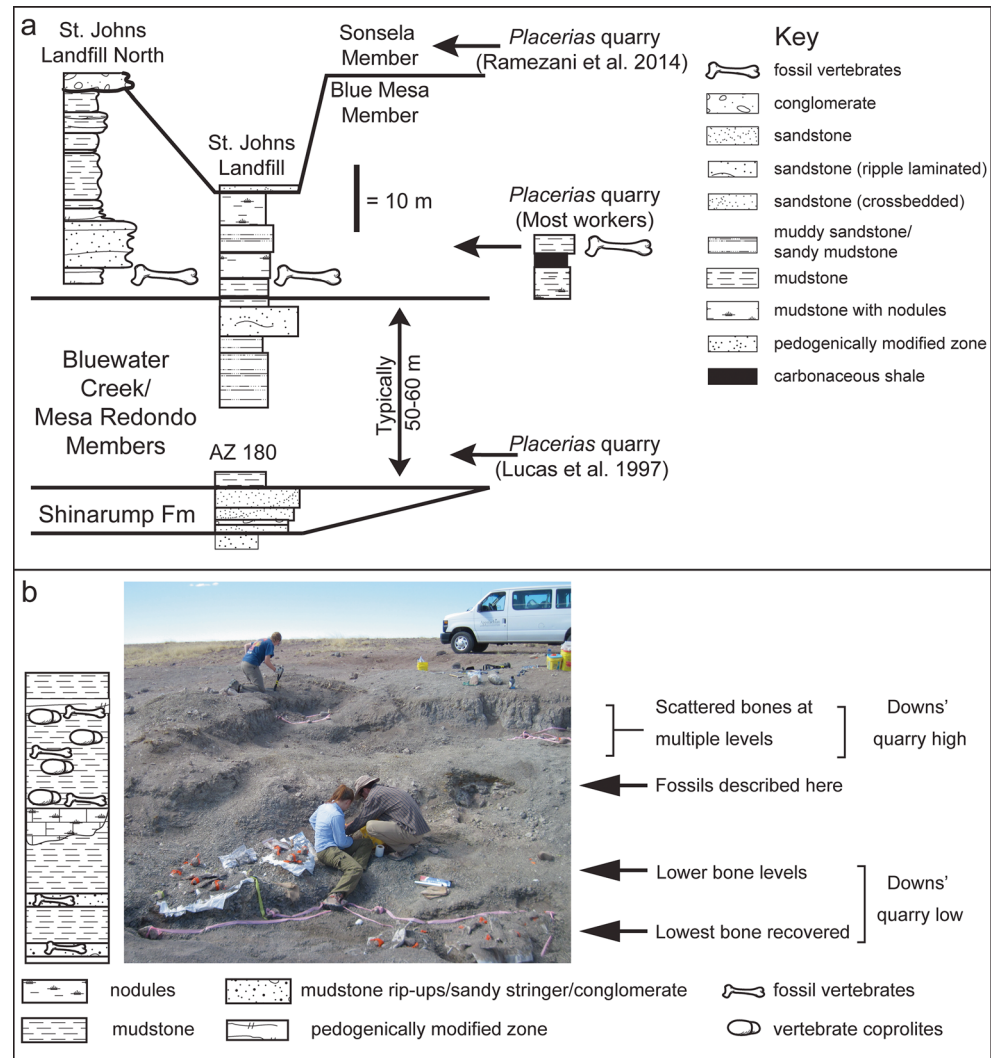 a
St. Johns
Landfill North
Sonsela
Member
Blue Mesa
Member
Placerias quarry
(Ramezani et al. 2014)
St. Johns
Landfill
= 10 m
Placerias quarry
(Most workers)
Bluewater
Creek/
Mesa Redondo
Members
Typically
50-60 m
AZ 180
Placerias quarry
(Lucas et al. 1997)
Shinarump Fm
Key
fossil vertebrates
conglomerate
sandstone
sandstone (ripple laminated)
sandstone (crossbedded)
muddy sandstone/
sandy mudstone
mudstone
mudstone with nodules
pedogenically modified zone
carbonaceous shale
b
Scattered bones at
multiple levels
Downs’
quarry high
Fossils described here
Lower bone levels
Lowest bone recovered
Downs’
quarry low
nodules
mudstone rip-ups/sandy stringer/conglomerate
fossil vertebrates
mudstone
pedogenically modified zone
vertebrate coprolites